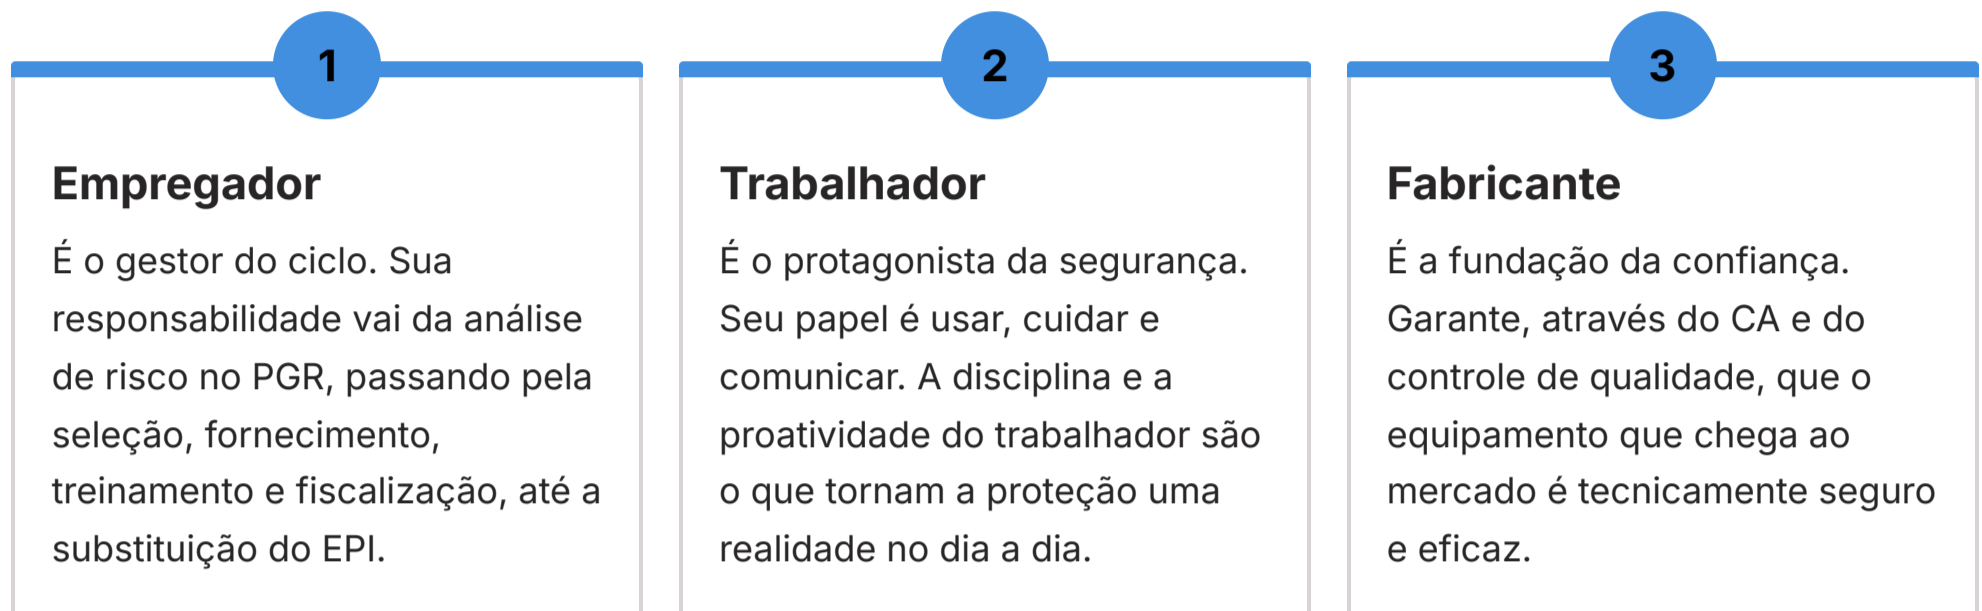 1
Empregador
É o gestor do ciclo. Sua
responsabilidade vai da análise
de risco no PGR, passando pela
seleção, fornecimento,
treinamento e fiscalização, até a
substituição do EPI.
2
Trabalhador
É o protagonista da segurança.
Seu papel é usar, cuidar e
comunicar. A disciplina e a
proatividade do trabalhador são
o que tornam a proteção uma
realidade no dia a dia.
3
Fabricante
É a fundação da confiança.
Garante, através do CA e do
controle de qualidade, que o
equipamento que chega ao
mercado é tecnicamente seguro
e eficaz.